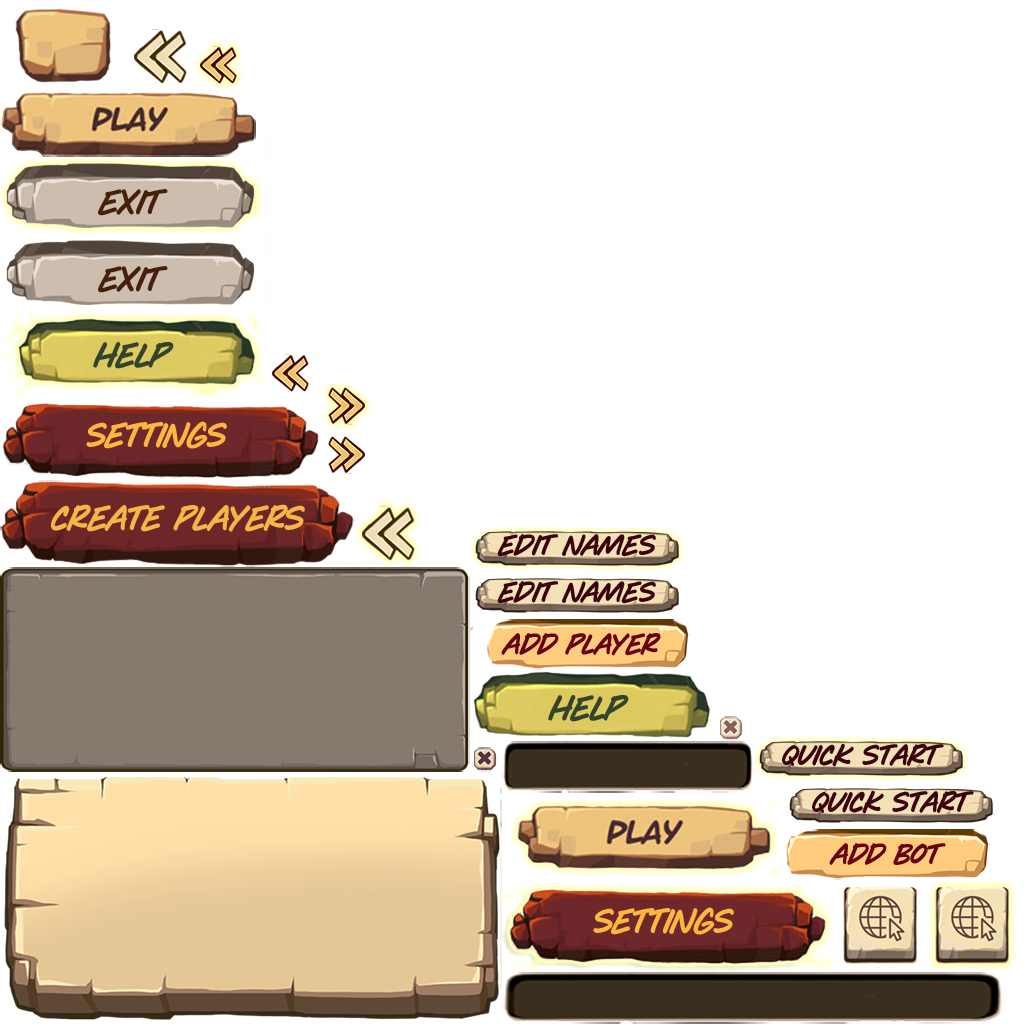 PLAY
EXIT
EXIT
HELP
SETTINGS
CREATE PLAYERS
EDIT NAMES
EDIT NAMES
ADD PLAYER
HELP
QUICK START
QUICK START
PLAY
ADD BOT
SETTINGS